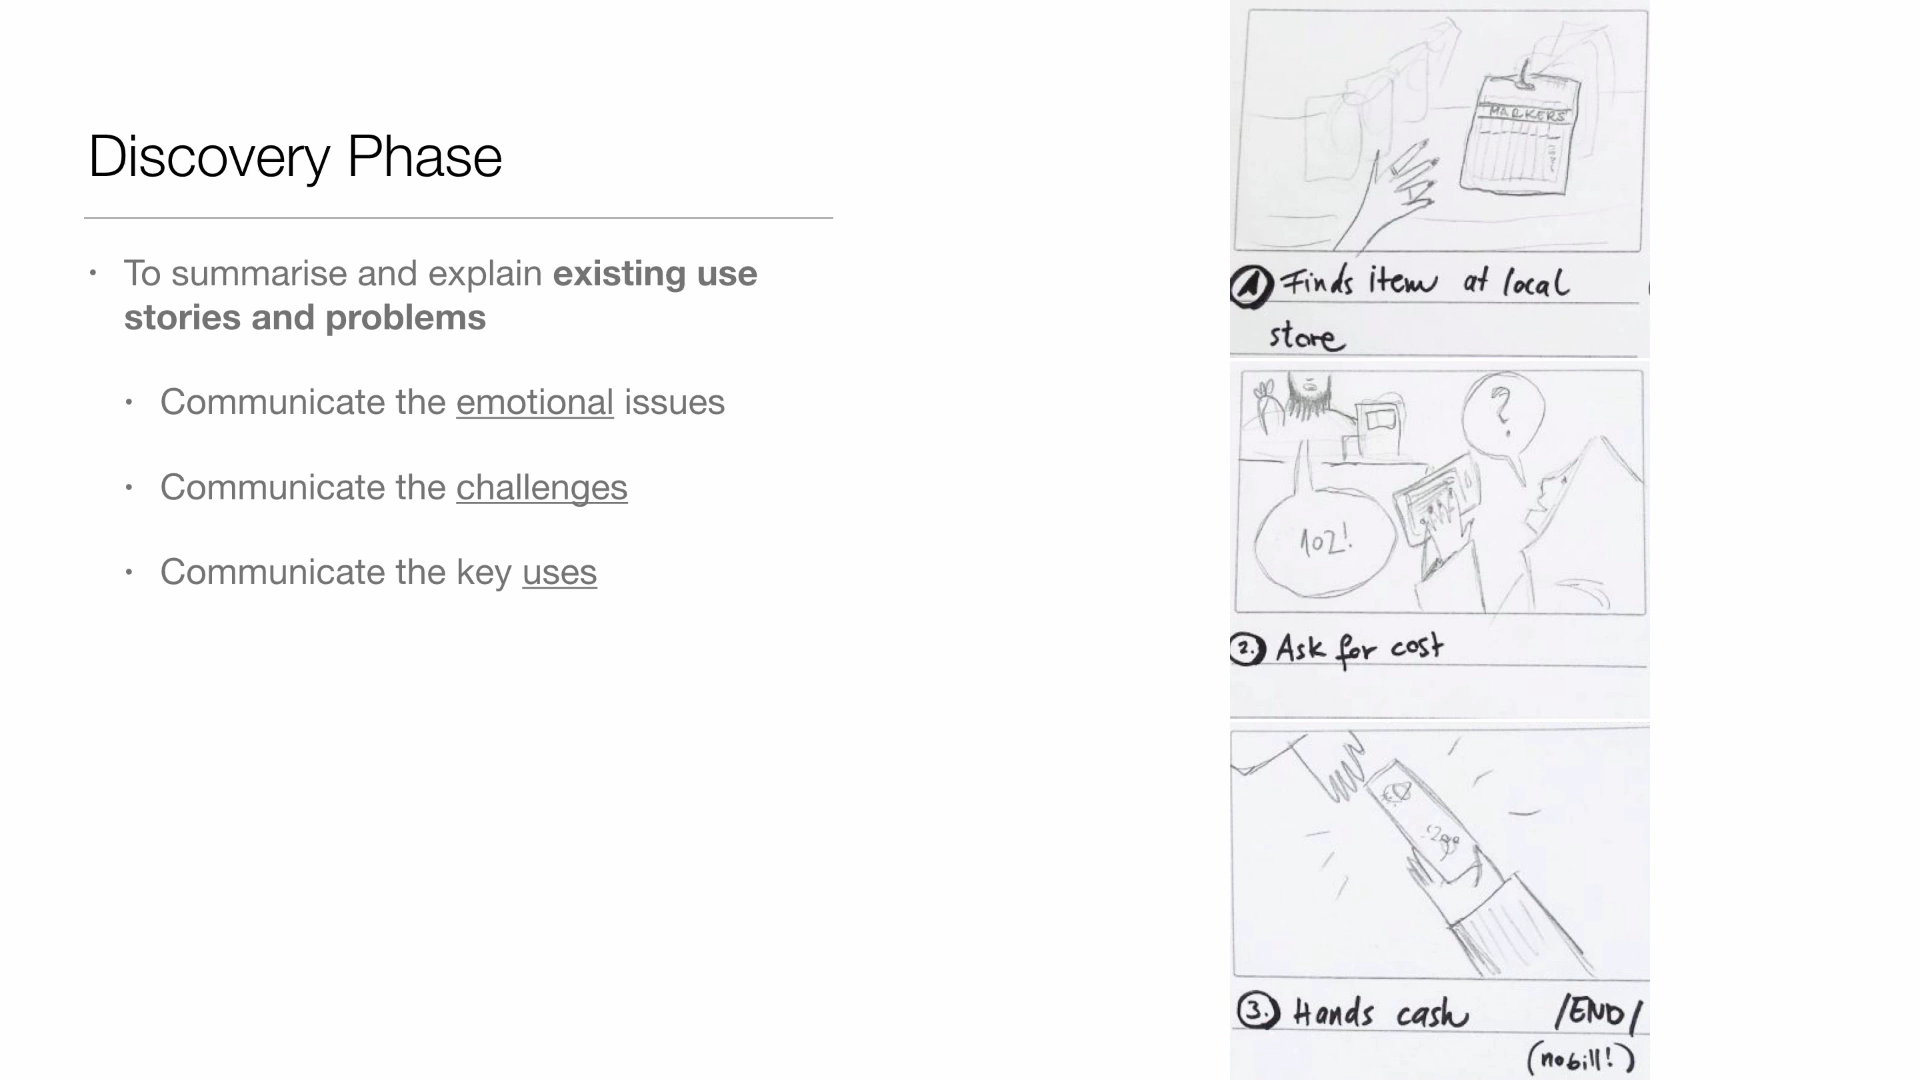 Discovery Phase
• To summarise and explain existing use
stories and problems
• Communicate the emotional issues
• Communicate the challenges
• Communicate the key uses
MARKERS
1 Finds item at local
store
?
102!
2. Ask for cost
3. Hands cash /END/
(no bill!)